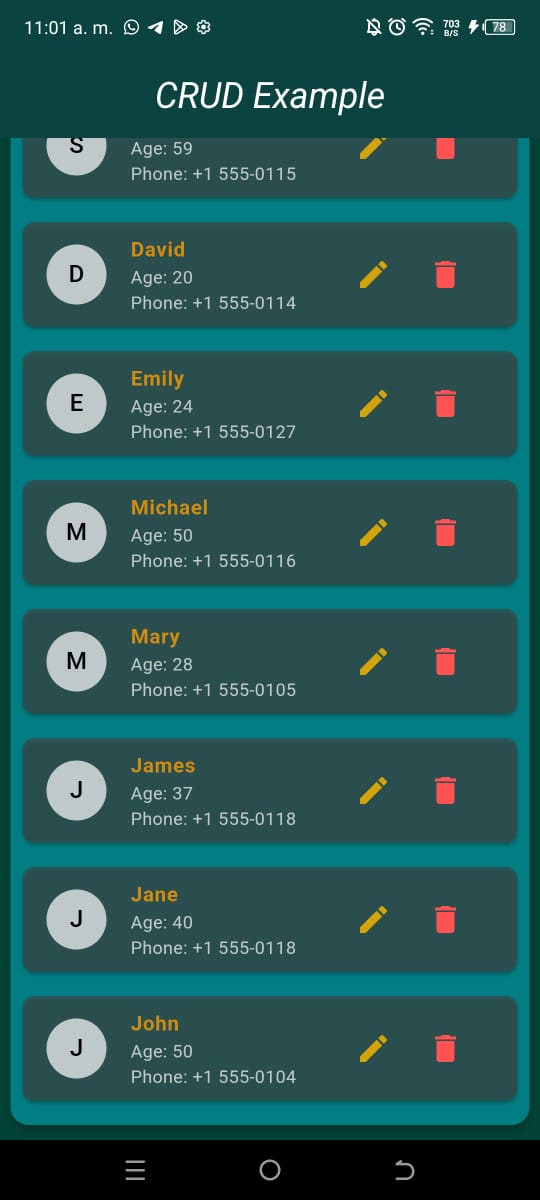 11:01 a. m.
703
B/S
78
CRUD Example
S
Age: 59
Phone: +1 555-0115
D
David
Age: 20
Phone: +1 555-0114
E
Emily
Age: 24
Phone: +1 555-0127
M
Michael
Age: 50
Phone: +1 555-0116
M
Mary
Age: 28
Phone: +1 555-0105
J
James
Age: 37
Phone: +1 555-0118
J
Jane
Age: 40
Phone: +1 555-0118
J
John
Age: 50
Phone: +1 555-0104